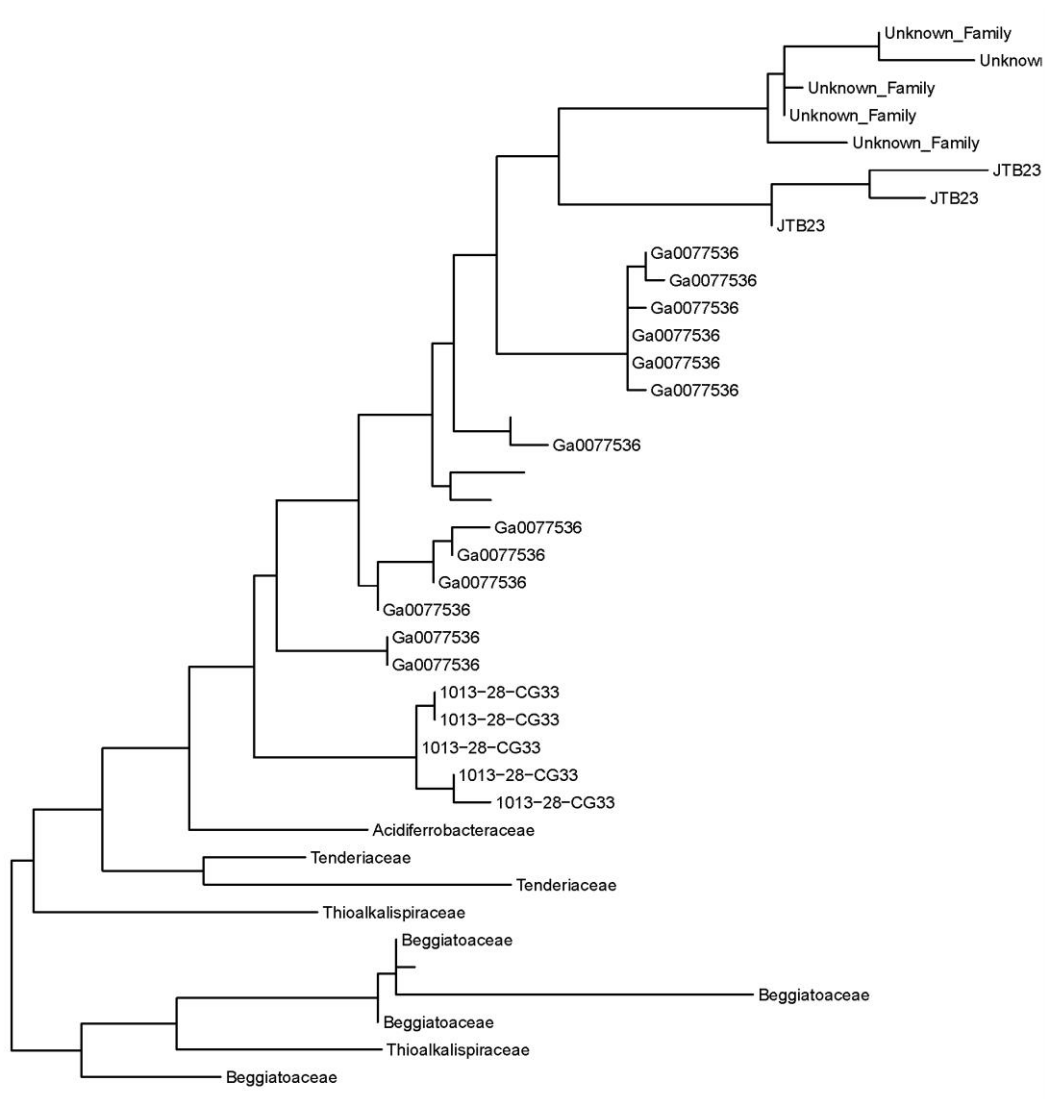 Unknown_Family
Unknown
Unknown_Family
Unknown_Family
Unknown_Family
JTB23
JTB23
JTB23
Ga0077536
Ga0077536
Ga0077536
Ga0077536
Ga0077536
Ga0077536
Ga0077536
Ga0077536
Ga0077536
Ga0077536
Ga0077536
Ga0077536
Ga0077536
1013−28−CG33
1013−28−CG33
1013−28−CG33
1013−28−CG33
1013−28−CG33
Acidiferrobacteraceae
Tenderiaceae
Tenderiaceae
Thioalkalispiraceae
Beggiatoaceae
Beggiatoaceae
Beggiatoaceae
Thioalkalispiraceae
Beggiatoaceae